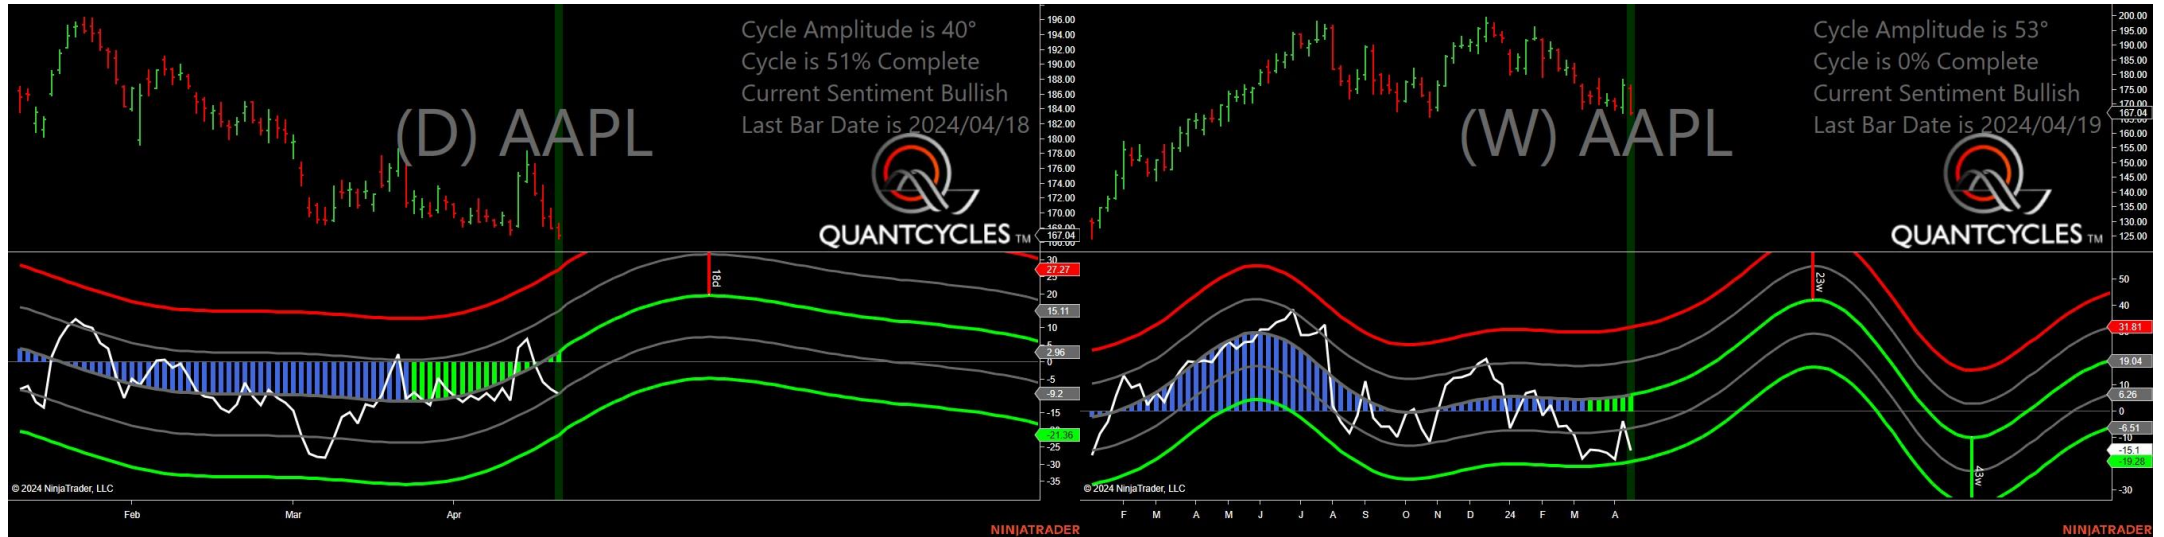 Cycle Amplitude is 40°
Cycle is 51% Complete
Current Sentiment Bullish
Last Bar Date is 2024/04/18
(D) AAPL
QUANTCYCLES TM
196.00
194.00
192.00
190.00
188.00
186.00
184.00
182.00
180.00
178.00
176.00
174.00
172.00
170.00
167.04
30
27.27
20
15.11
10
5
2.96
0
-5
-9.2
-15
-21.36
-25
-30
-35
18d
© 2024 NinjaTrader, LLC
Feb Mar Apr
NINJATRADER
Cycle Amplitude is 53°
Cycle is 0% Complete
Current Sentiment Bullish
Last Bar Date is 2024/04/19
(W) AAPL
QUANTCYCLES TM
200.00
195.00
190.00
185.00
180.00
175.00
170.00
167.04
160.00
155.00
150.00
145.00
140.00
135.00
130.00
125.00
50
40
31.81
19.04
10
6.26
0
-6.51
-10
-15.1
-19.28
-30
23w
43w
© 2024 NinjaTrader, LLC
F M A M J J A S O N D 24 F M A
NINJATRADER